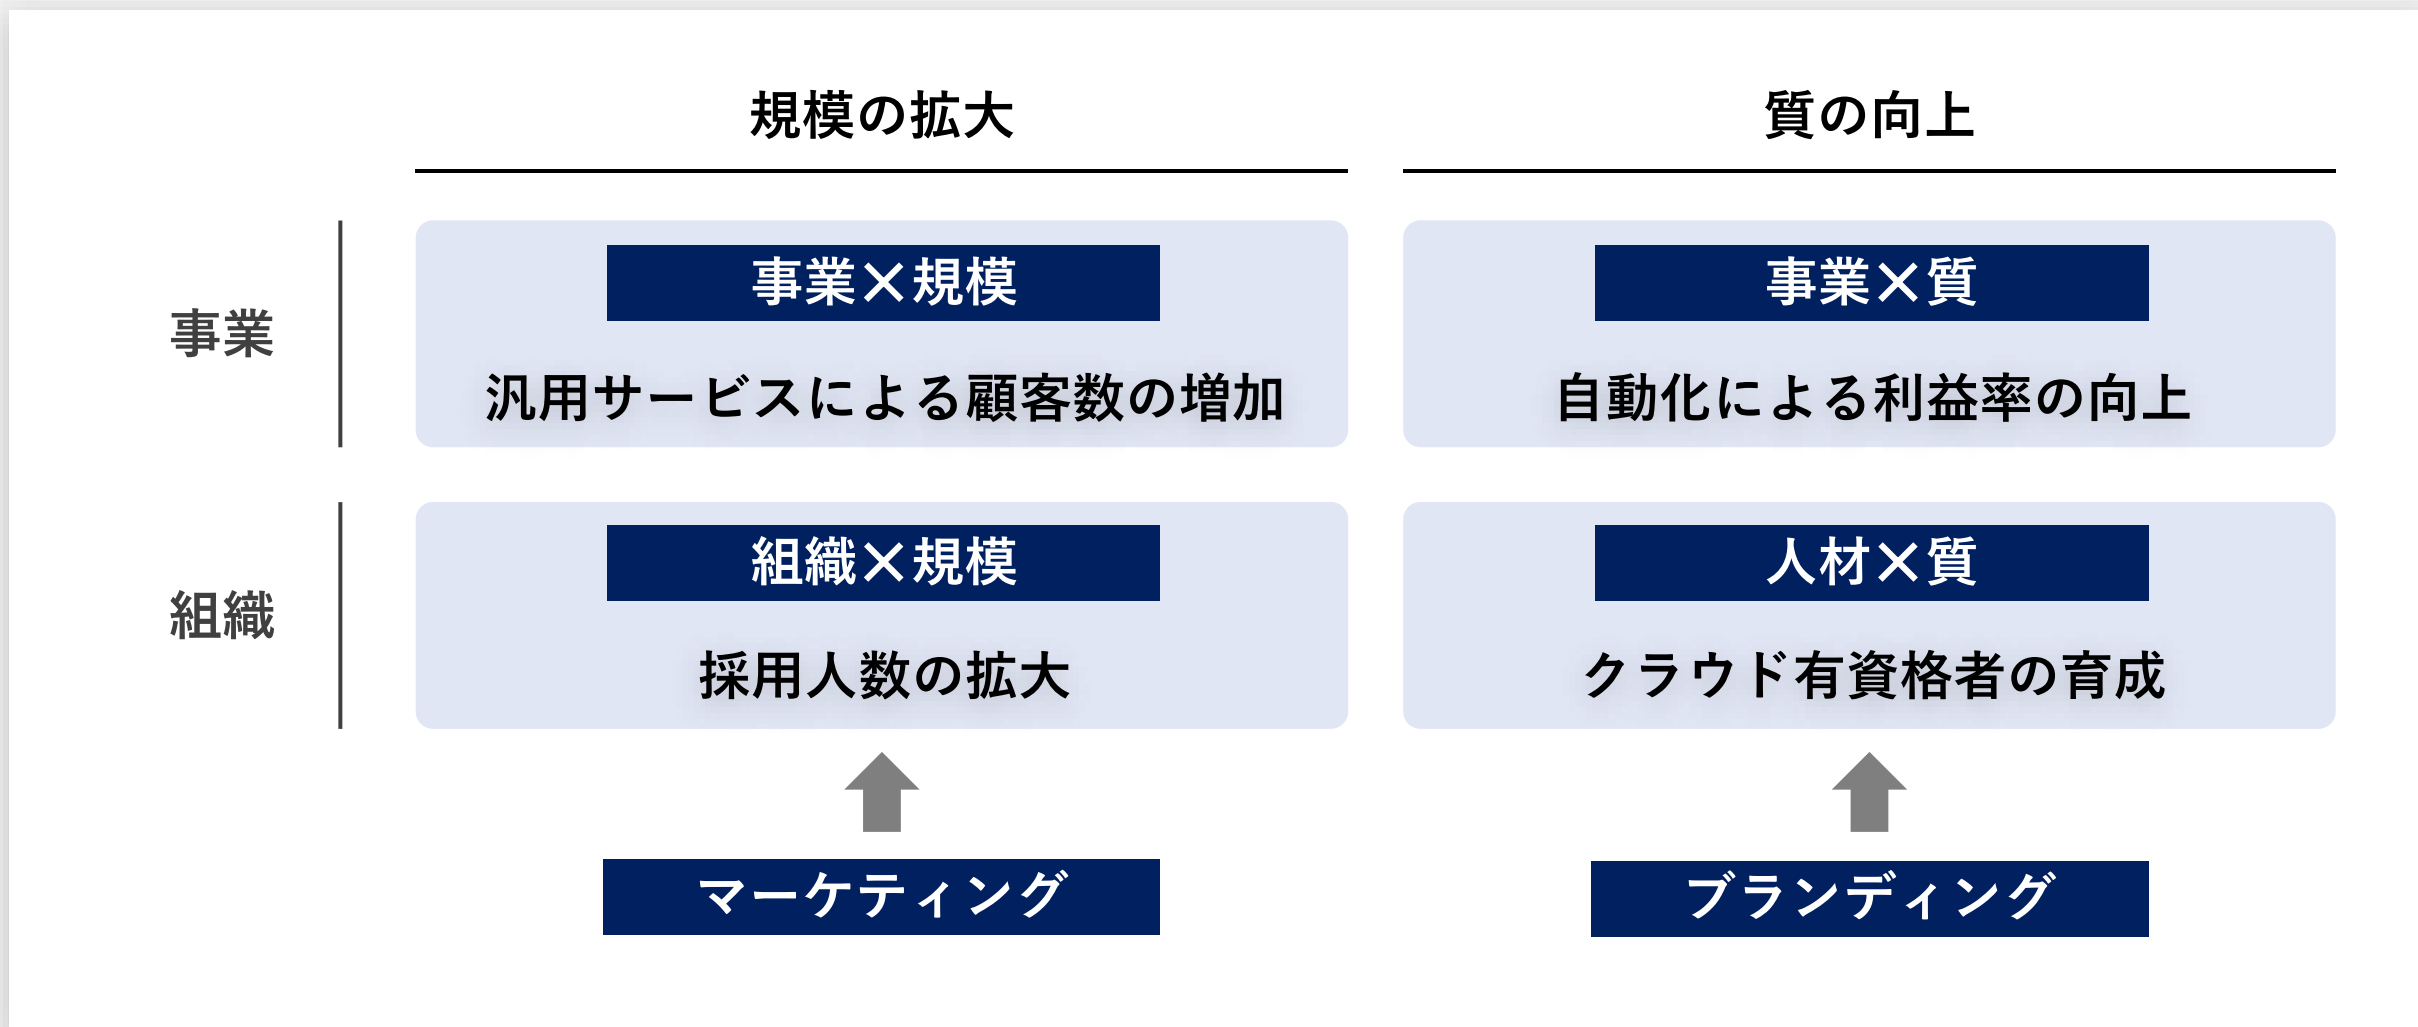 規模の拡大
質の向上
事業
事業×規模
汎用サービスによる顧客数の増加
事業×質
自動化による利益率の向上
組織
組織×規模
採用人数の拡大
人材×質
クラウド有資格者の育成
マーケティング
ブランディング